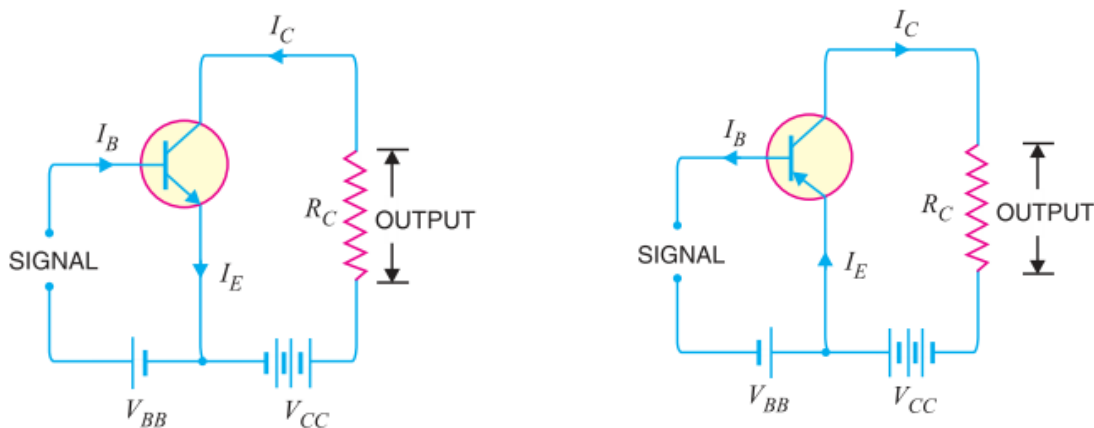 I_C
I_B
R_C
OUTPUT
SIGNAL
I_E
V_BB
V_CC
I_C
I_B
R_C
OUTPUT
SIGNAL
I_E
V_BB
V_CC